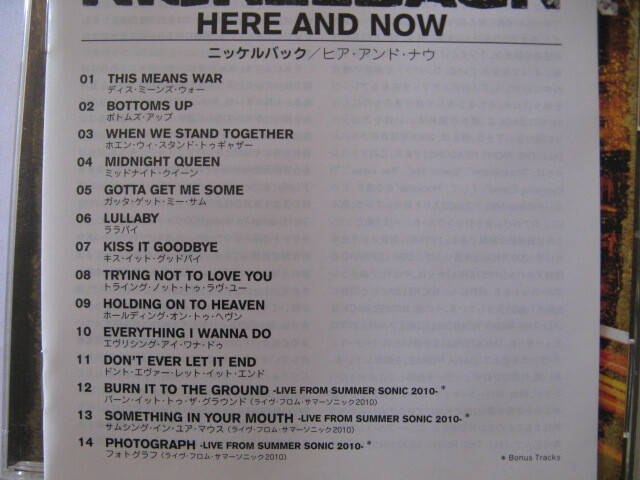 NICKELBACK
HERE AND NOW
ニッケルバック／ヒア・アンド・ナウ
01 THIS MEANS WAR
ディス・ミーンズ・ウォー
02 BOTTOMS UP
ボトムズ・アップ
03 WHEN WE STAND TOGETHER
ホエン・ウィ・スタンド・トゥギャザー
04 MIDNIGHT QUEEN
ミッドナイト・クイーン
05 GOTTA GET ME SOME
ガッタ・ゲット・ミー・サム
06 LULLABY
ララバイ
07 KISS IT GOODBYE
キス・イット・グッドバイ
08 TRYING NOT TO LOVE YOU
トライング・ノット・トゥ・ラヴ・ユー
09 HOLDING ON TO HEAVEN
ホールディング・オン・トゥ・ヘヴン
10 EVERYTHING I WANNA DO
エヴリシング・アイ・ワナ・ドゥ
11 DON'T EVER LET IT END
ドント・エヴァー・レット・イット・エンド
12 BURN IT TO THE GROUND -LIVE FROM SUMMER SONIC 2010- *
バーン・イット・トゥ・ザ・グラウンド（ライヴ・フロム・サマーソニック2010）
13 SOMETHING IN YOUR MOUTH -LIVE FROM SUMMER SONIC 2010- *
サムシング・イン・ユア・マウス（ライヴ・フロム・サマーソニック2010）
14 PHOTOGRAPH -LIVE FROM SUMMER SONIC 2010- *
フォトグラフ（ライヴ・フロム・サマーソニック2010）
* Bonus Tracks